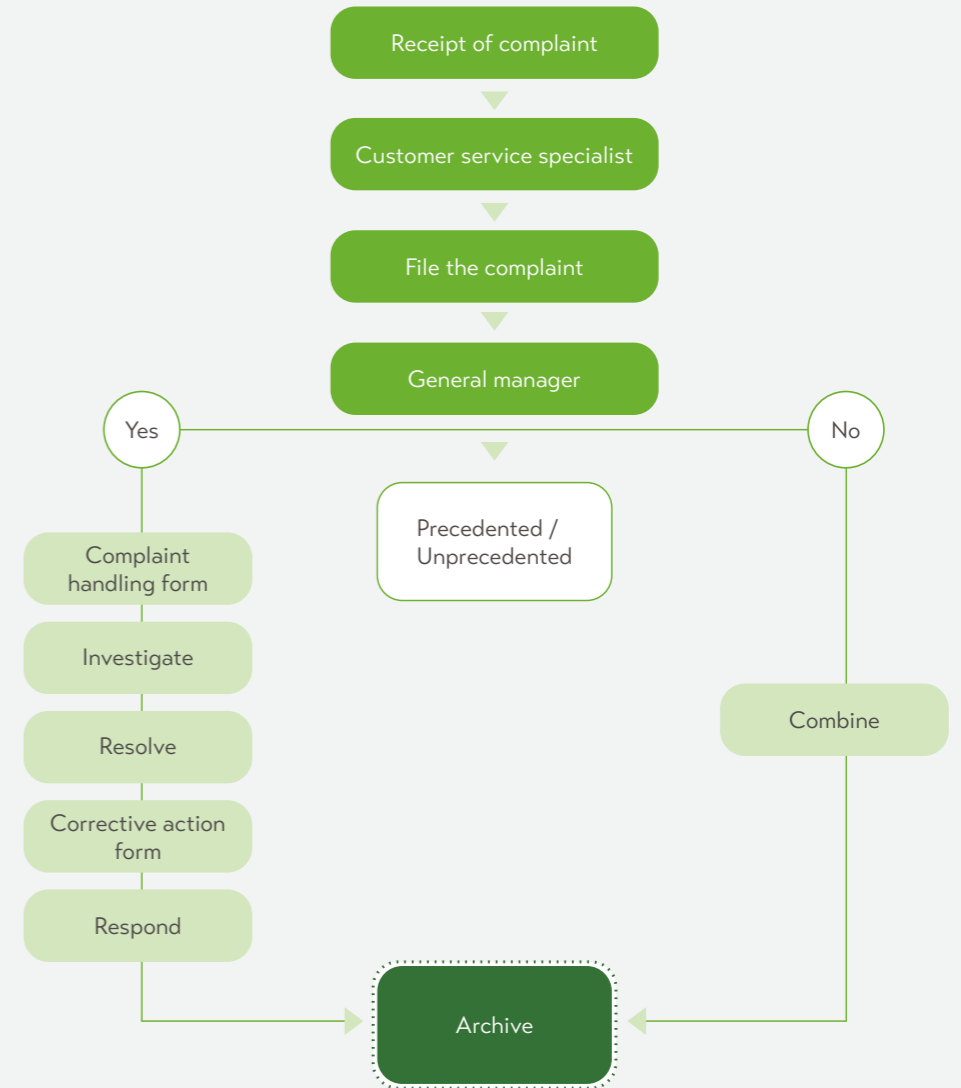 Receipt of complaint
Customer service specialist
File the complaint
General manager
Yes
No
Precedented /
Unprecedented
Complaint
handling form
Investigate
Resolve
Corrective action
form
Respond
Combine
Archive